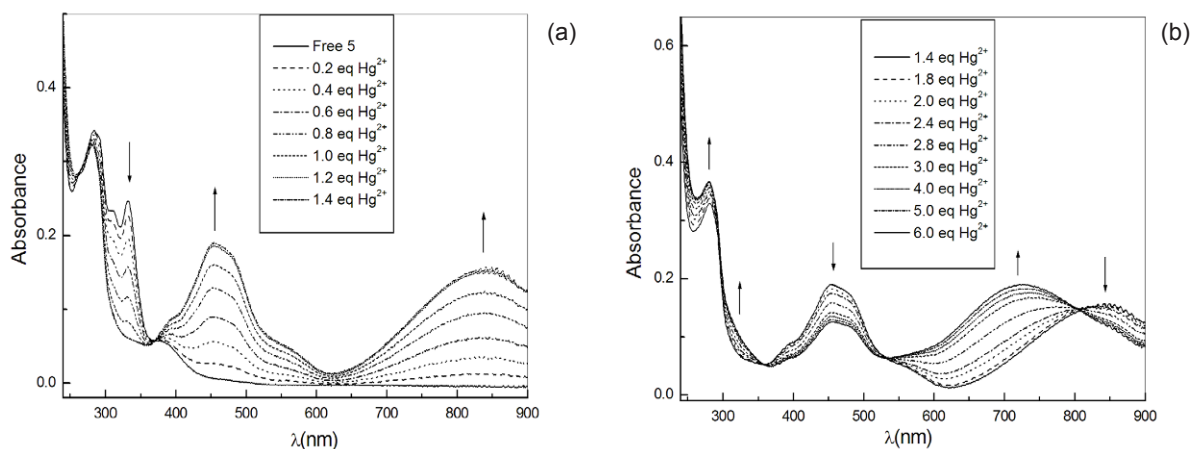 (a)
Free 5
0.2 eq Hg²⁺
0.4 eq Hg²⁺
0.6 eq Hg²⁺
0.8 eq Hg²⁺
1.0 eq Hg²⁺
1.2 eq Hg²⁺
1.4 eq Hg²⁺
Absorbance
0.4
0.2
0.0
300 400 500 600 700 800 900
λ(nm)
(b)
1.4 eq Hg²⁺
1.8 eq Hg²⁺
2.0 eq Hg²⁺
2.4 eq Hg²⁺
2.8 eq Hg²⁺
3.0 eq Hg²⁺
4.0 eq Hg²⁺
5.0 eq Hg²⁺
6.0 eq Hg²⁺
Absorbance
0.6
0.4
0.2
0.0
300 400 500 600 700 800 900
λ(nm)